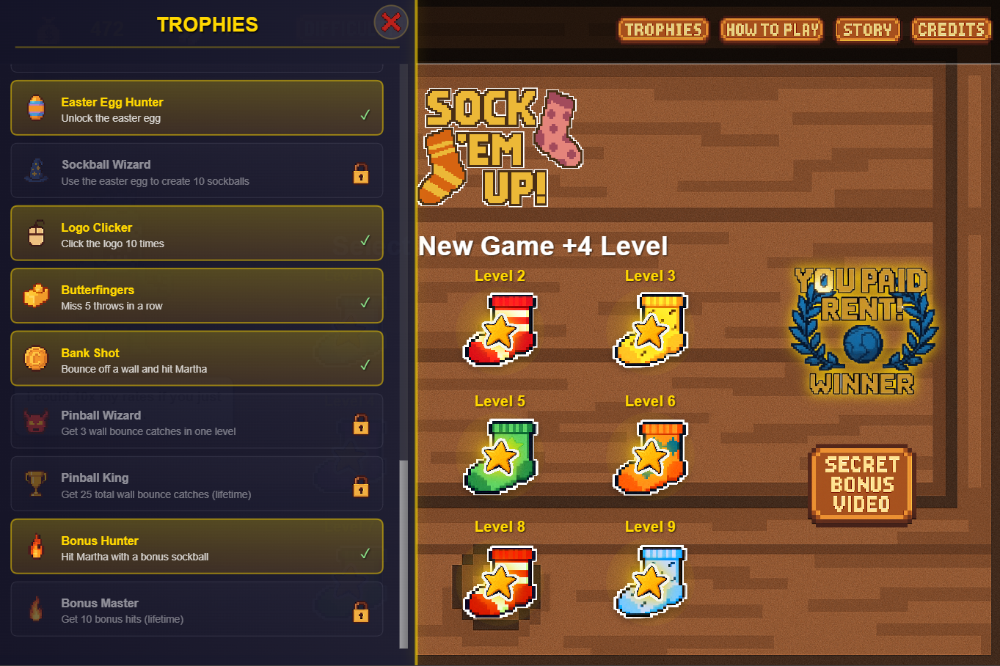 TROPHIES
472
Easter Egg Hunter
Unlock the easter egg
Sockball Wizard
Use the easter egg to create 10 sockballs
Logo Clicker
Click the logo 10 times
Butterfingers
Miss 5 throws in a row
Bank Shot
Bounce off a wall and hit Martha
Pinball Wizard
Get 3 wall bounce catches in one level
Pinball King
Get 25 total wall bounce catches (lifetime)
Bonus Hunter
Hit Martha with a bonus sockball
Bonus Master
Get 10 bonus hits (lifetime)
TROPHIES
HOW TO PLAY
STORY
CREDITS
SOCK
'EM
UP!
Select New Game +4 Level
Level 2
Level 3
Level 5
Level 6
Level 8
Level 9
YOU PAID
RENT!
WINNER
SECRET
BONUS
VIDEO